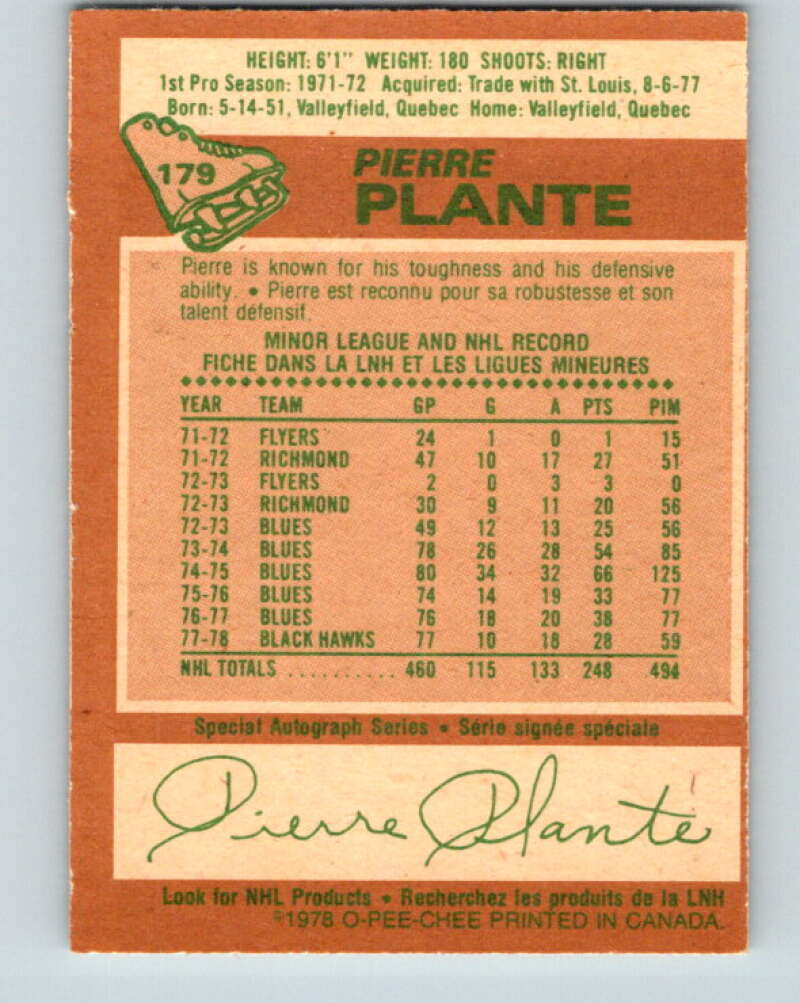 HEIGHT: 6'1" WEIGHT: 180 SHOOTS: RIGHT
1st Pro Season: 1971-72 Acquired: Trade with St. Louis, 8-6-77
Born: 5-14-51, Valleyfield, Quebec Home: Valleyfield, Quebec
179
PIERRE
PLANTE
Pierre is known for his toughness and his defensive
ability. • Pierre est reconnu pour sa robustesse et son
talent défensif.
MINOR LEAGUE AND NHL RECORD
FICHE DANS LA LNH ET LES LIGUES MINEURES
YEAR TEAM GP G A PTS PIM
71-72 FLYERS 24 1 0 1 15
71-72 RICHMOND 47 10 17 27 51
72-73 FLYERS 2 0 3 3 0
72-73 RICHMOND 30 9 11 20 56
72-73 BLUES 49 12 13 25 56
73-74 BLUES 78 26 28 54 85
74-75 BLUES 80 34 32 66 125
75-76 BLUES 74 14 19 33 77
76-77 BLUES 76 18 20 38 77
77-78 BLACK HAWKS 77 10 18 28 59
NHL TOTALS .......... 460 115 133 248 494
Special Autograph Series • Série signée spéciale
Pierre Plante
Look for NHL Products • Recherchez les produits de la LNH
©1978 O-PEE-CHEE PRINTED IN CANADA.